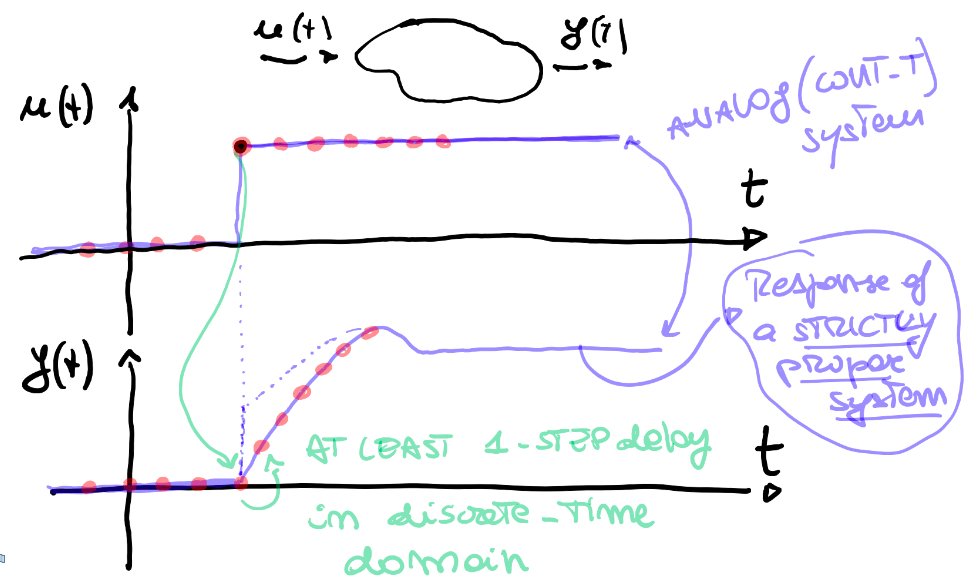 u(t)
y(t)
u(t)
ANALOG (CONT-T)
system
t
Response of
a STRICTLY
proper
system
y(t)
AT LEAST 1-STEP delay
t
in discrete-Time
domain